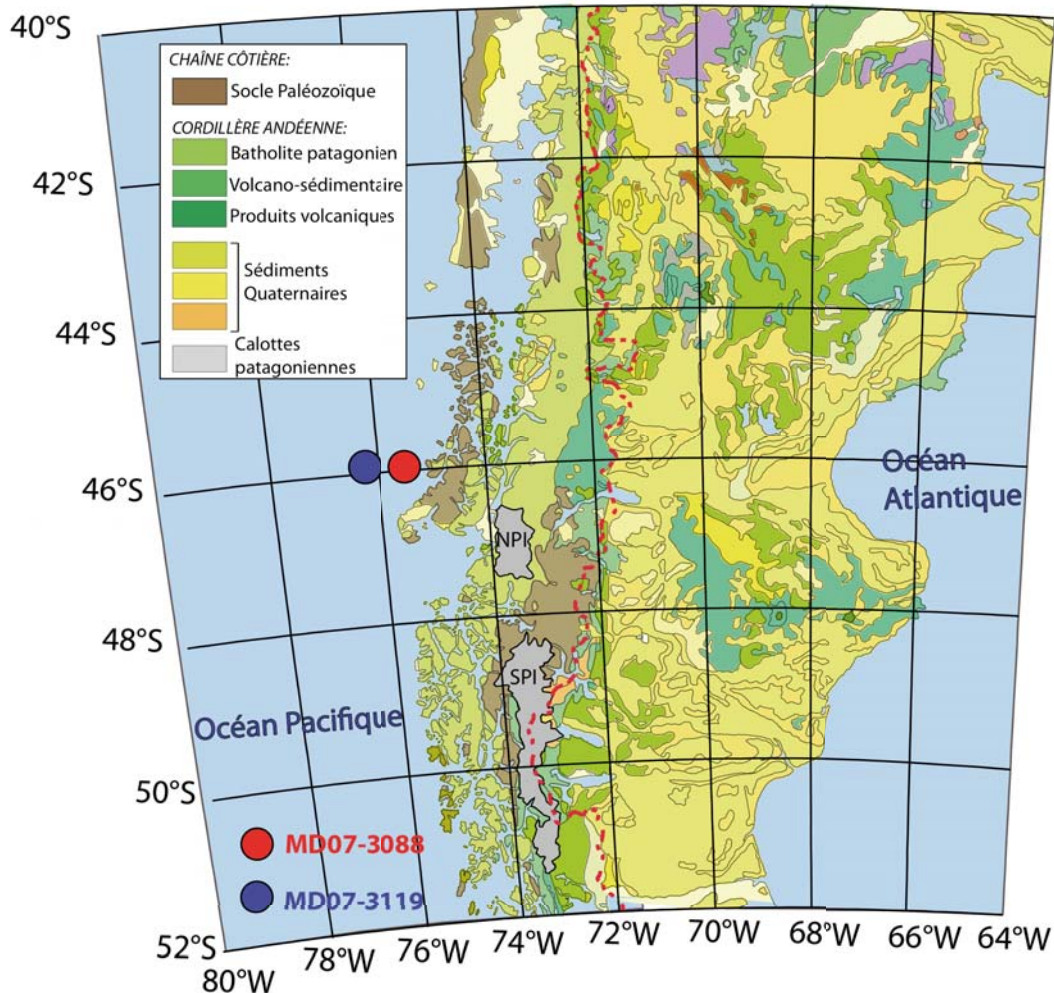 40°S
42°S
44°S
46°S
48°S
50°S
52°S
CHAÎNE CÔTIÈRE:
Socle Paléozoïque
CORDILLÈRE ANDÉENNE:
Batholite patagonien
Volcano-sédimentaire
Produits volcaniques
Sédiments
Quaternaires
Calottes
patagoniennes
NPI
SPI
Océan
Atlantique
Océan Pacifique
MD07-3088
MD07-3119
80°W
78°W
76°W
74°W
72°W
70°W
68°W
66°W
64°W